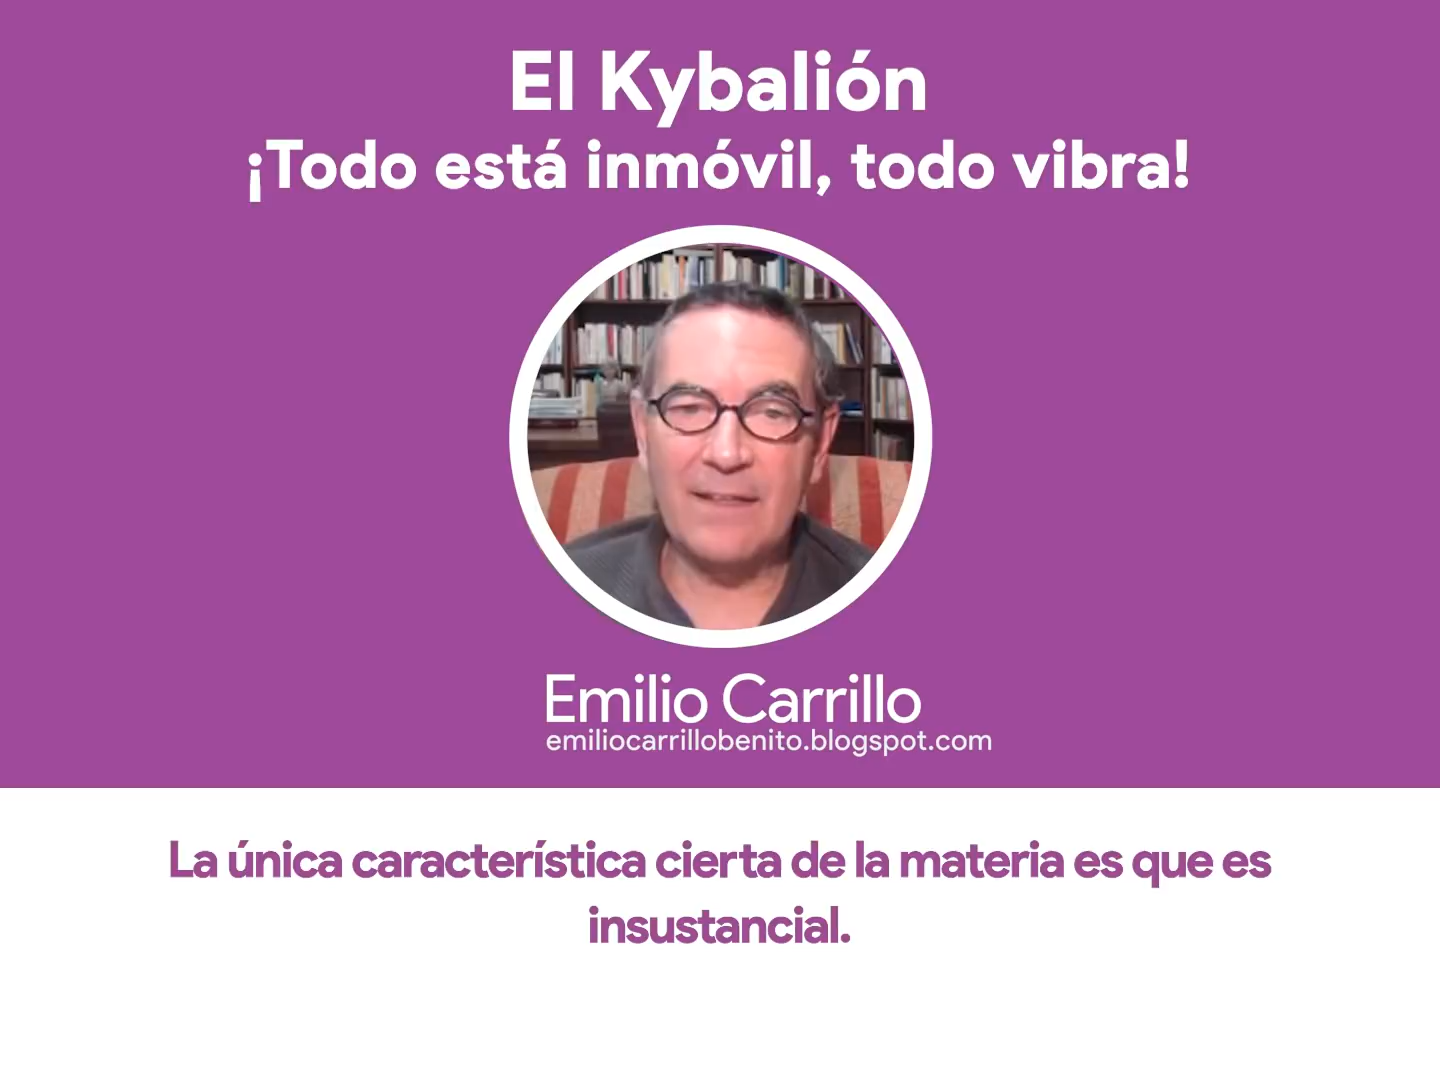 El Kybalión
¡Todo está inmóvil, todo vibra!
Emilio Carrillo
emiliocarrillobenito.blogspot.com
La única característica cierta de la materia es que es
insustancial.